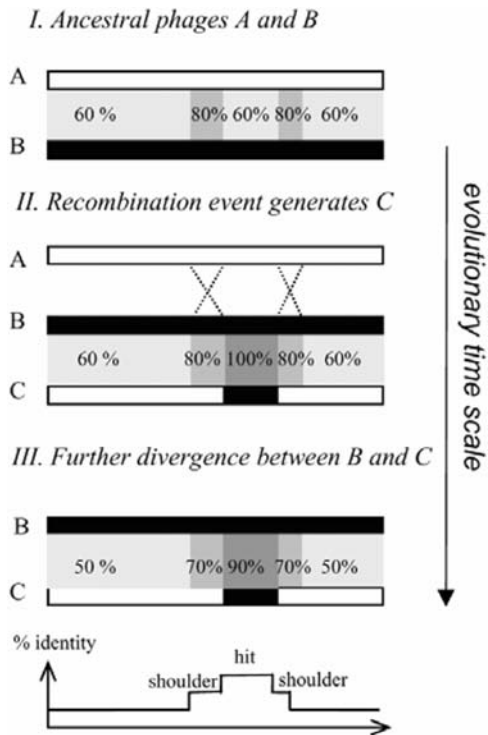 I. Ancestral phages A and B
A
60 % 80% 60% 80% 60%
B
II. Recombination event generates C
A
B
60 % 80% 100% 80% 60%
C
III. Further divergence between B and C
B
50 % 70% 90% 70% 50%
C
evolutionary time scale
% identity
hit
shoulder shoulder